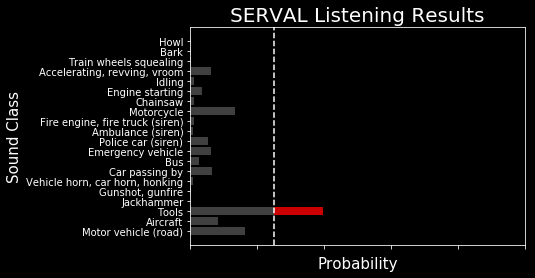 SERVAL Listening Results
Howl
Bark
Train wheels squealing
Accelerating, revving, vroom
Idling
Engine starting
Chainsaw
Motorcycle
Fire engine, fire truck (siren)
Ambulance (siren)
Police car (siren)
Emergency vehicle
Bus
Car passing by
Vehicle horn, car horn, honking
Gunshot, gunfire
Jackhammer
Tools
Aircraft
Motor vehicle (road)
Sound Class
Probability